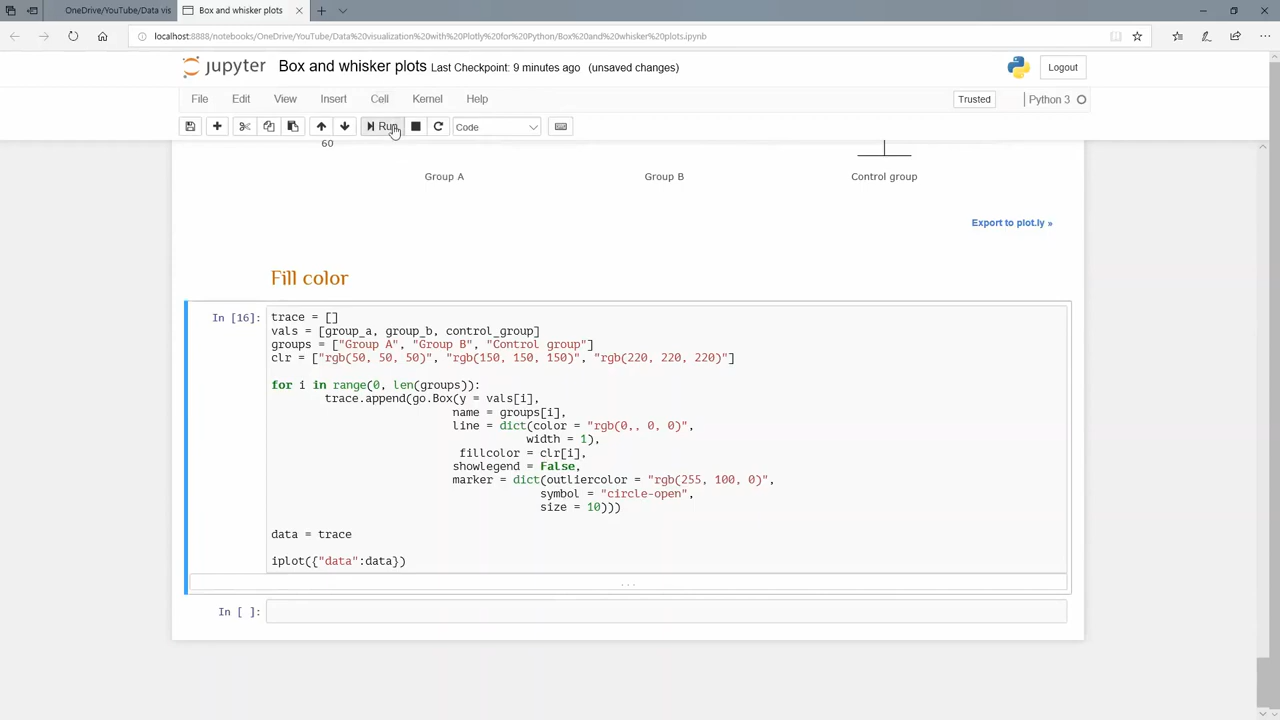 OneDrive/YouTube/Data vis
Box and whisker plots
localhost:8888/notebooks/OneDrive/YouTube/Data%20visualization%20with%20Plotly%20for%20Python/Box%20and%20whisker%20plots.ipynb
jupyter Box and whisker plots Last Checkpoint: 9 minutes ago (unsaved changes) Logout
File Edit View Insert Cell Kernel Help Trusted Python 3
Run Code
60
Group A Group B Control group
Export to plot.ly »
Fill color
In [16]: trace = []
vals = [group_a, group_b, control_group]
groups = ["Group A", "Group B", "Control group"]
clr = ["rgb(50, 50, 50)", "rgb(150, 150, 150)", "rgb(220, 220, 220)"]
for i in range(0, len(groups)):
trace.append(go.Box(y = vals[i],
name = groups[i],
line = dict(color = "rgb(0,, 0, 0)",
width = 1),
fillcolor = clr[i],
showlegend = False,
marker = dict(outliercolor = "rgb(255, 100, 0)",
symbol = "circle-open",
size = 10)))
data = trace
iplot({"data":data})
...
In [ ]: